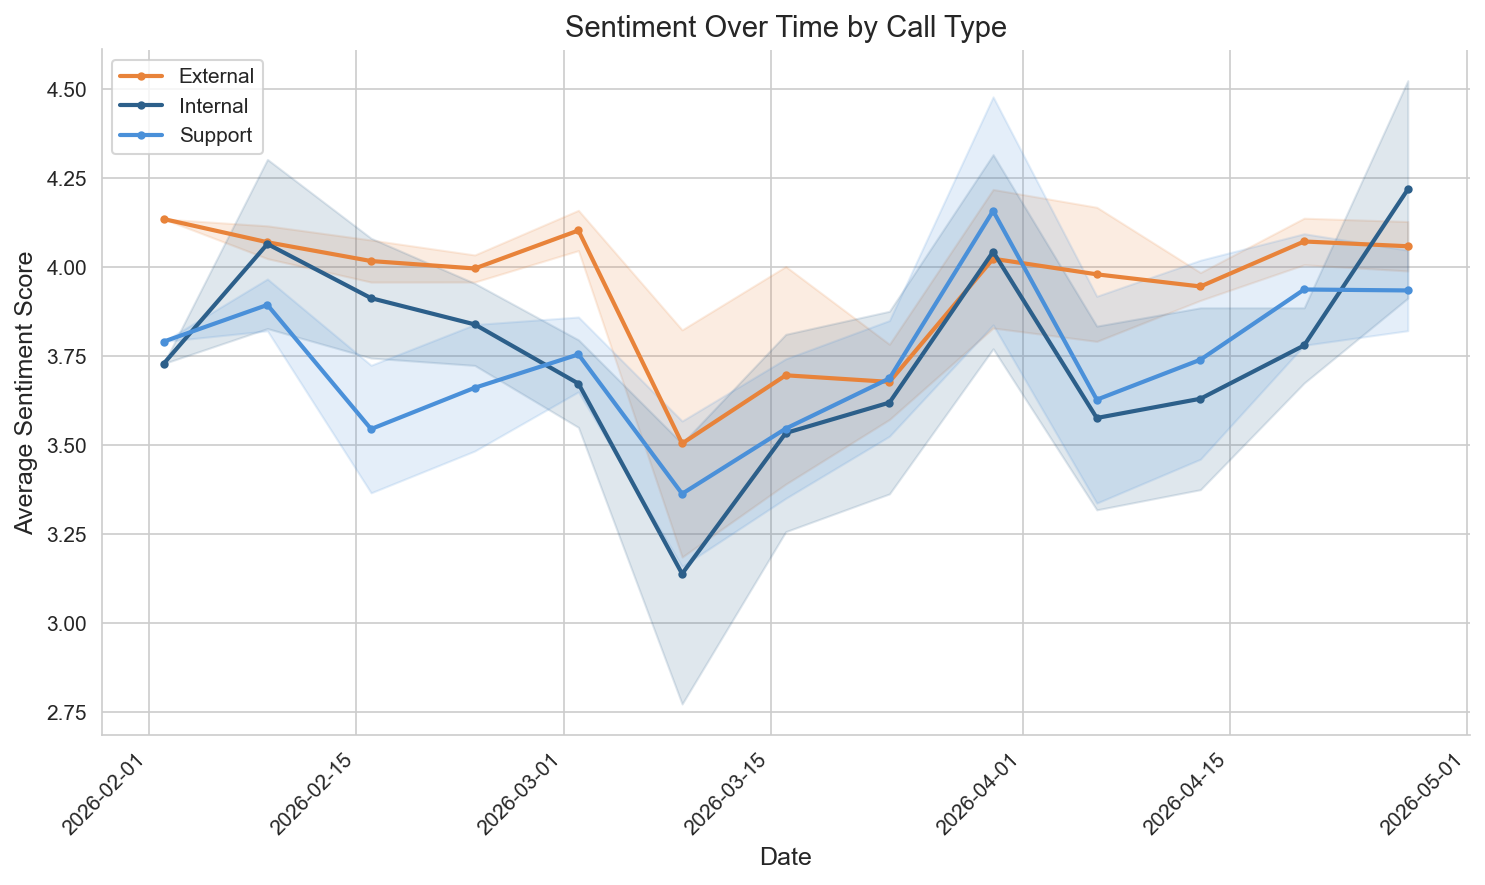 Sentiment Over Time by Call Type
External
Internal
Support
Average Sentiment Score
4.50
4.25
4.00
3.75
3.50
3.25
3.00
2.75
2026-02-01
2026-02-15
2026-03-01
2026-03-15
2026-04-01
2026-04-15
2026-05-01
Date